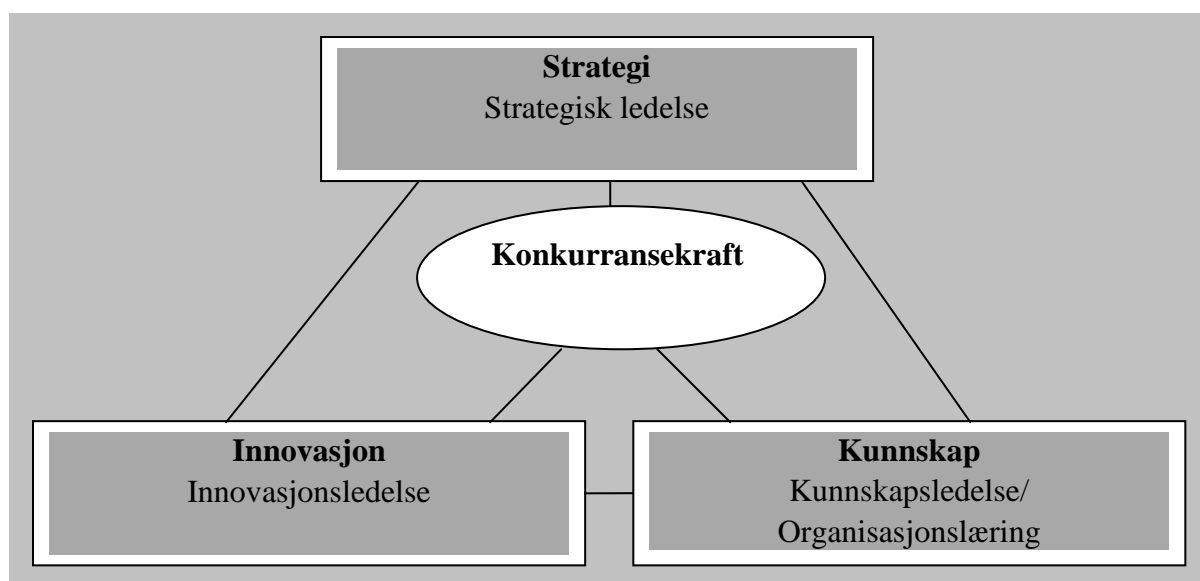 Strategi
Strategisk ledelse
Konkurransekraft
Innovasjon
Innovasjonsledelse
Kunnskap
Kunnskapsledelse/
Organisasjonslæring